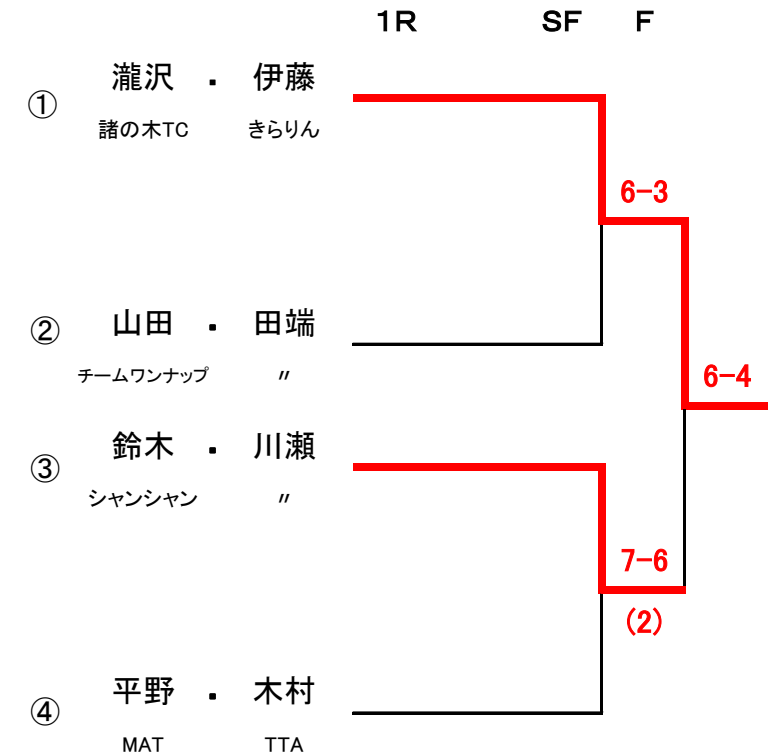 1R SF F
瀧沢 ・ 伊藤
①
諸の木TC きらりん
6-3
山田 ・ 田端
②
チームワンナップ 〃
6-4
鈴木 ・ 川瀬
③
シャンシャン 〃
7-6
(2)
平野 ・ 木村
④
MAT TTA